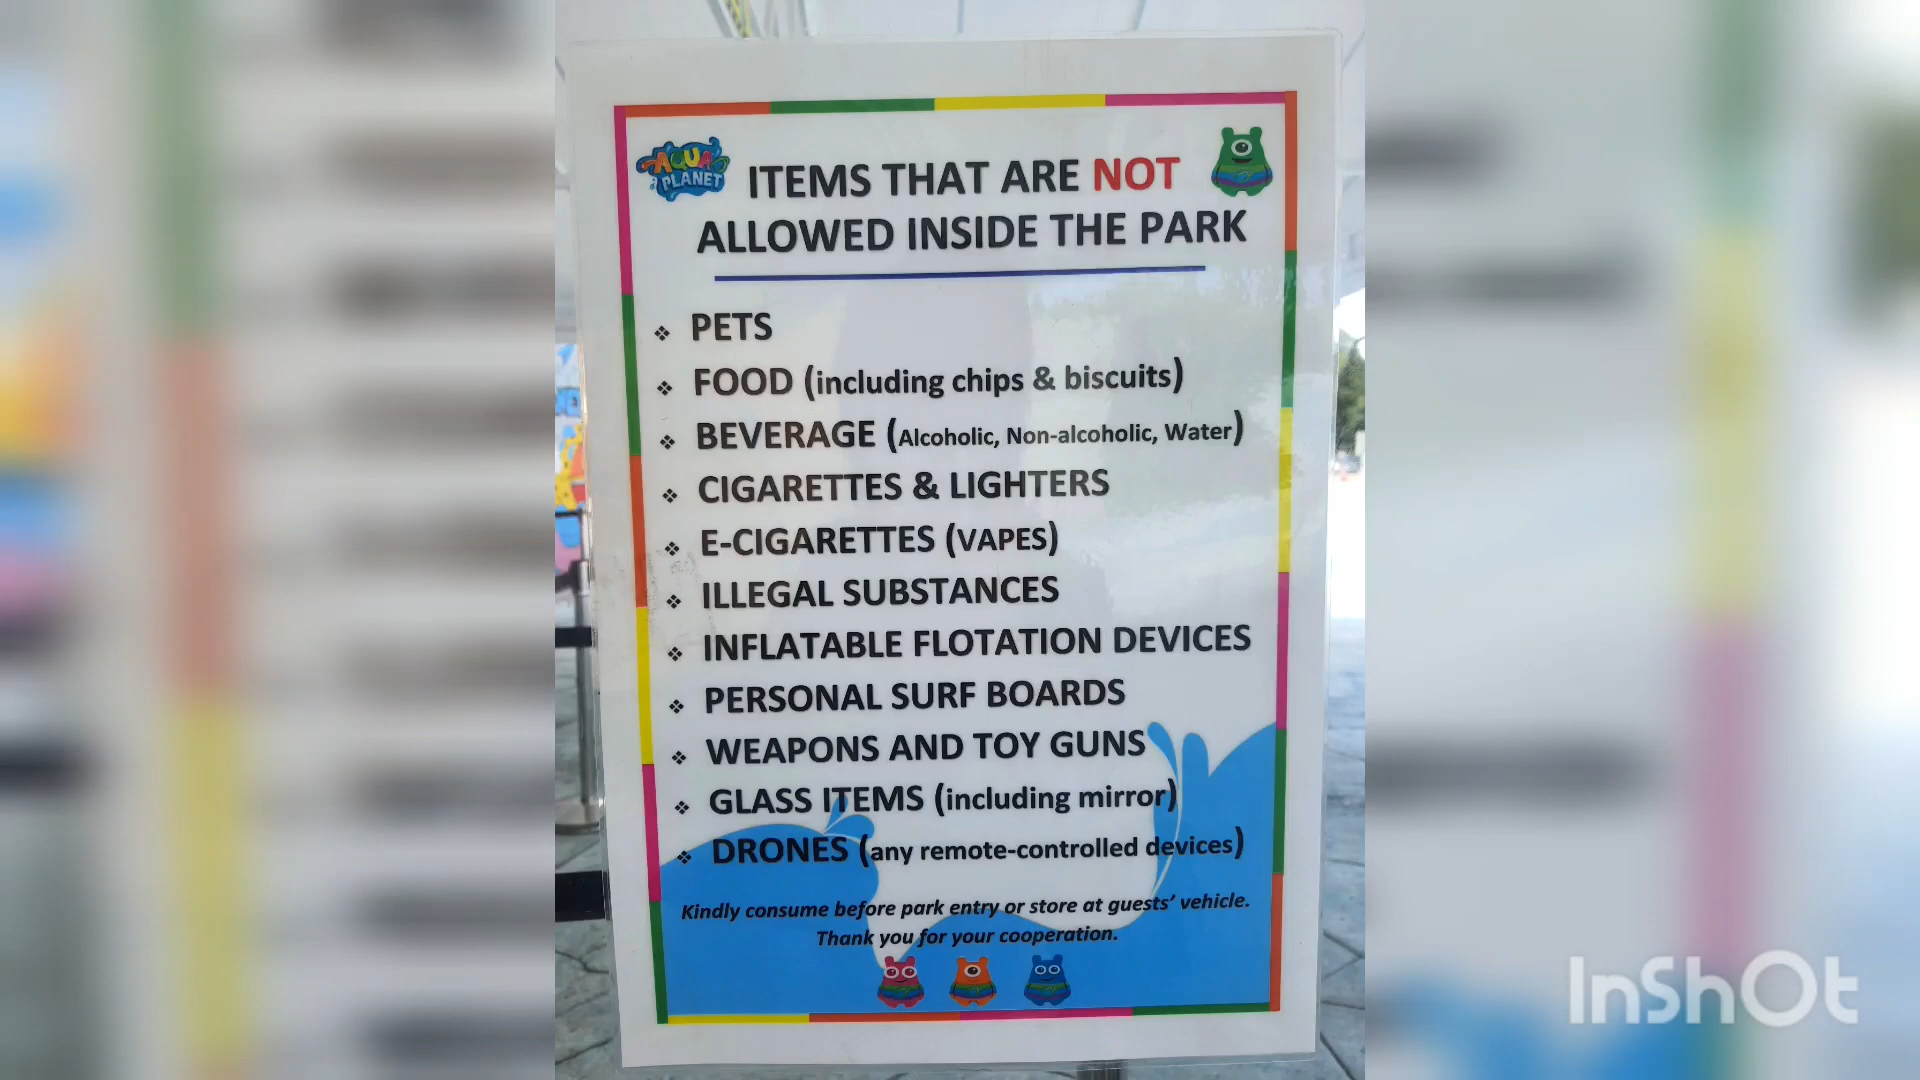 AQUA
PLANET
ITEMS THAT ARE NOT
ALLOWED INSIDE THE PARK
❖ PETS
❖ FOOD (including chips & biscuits)
❖ BEVERAGE (Alcoholic, Non-alcoholic, Water)
❖ CIGARETTES & LIGHTERS
❖ E-CIGARETTES (VAPES)
❖ ILLEGAL SUBSTANCES
❖ INFLATABLE FLOTATION DEVICES
❖ PERSONAL SURF BOARDS
❖ WEAPONS AND TOY GUNS
❖ GLASS ITEMS (including mirror)
❖ DRONES (any remote-controlled devices)
Kindly consume before park entry or store at guests' vehicle.
Thank you for your cooperation.
InShOt